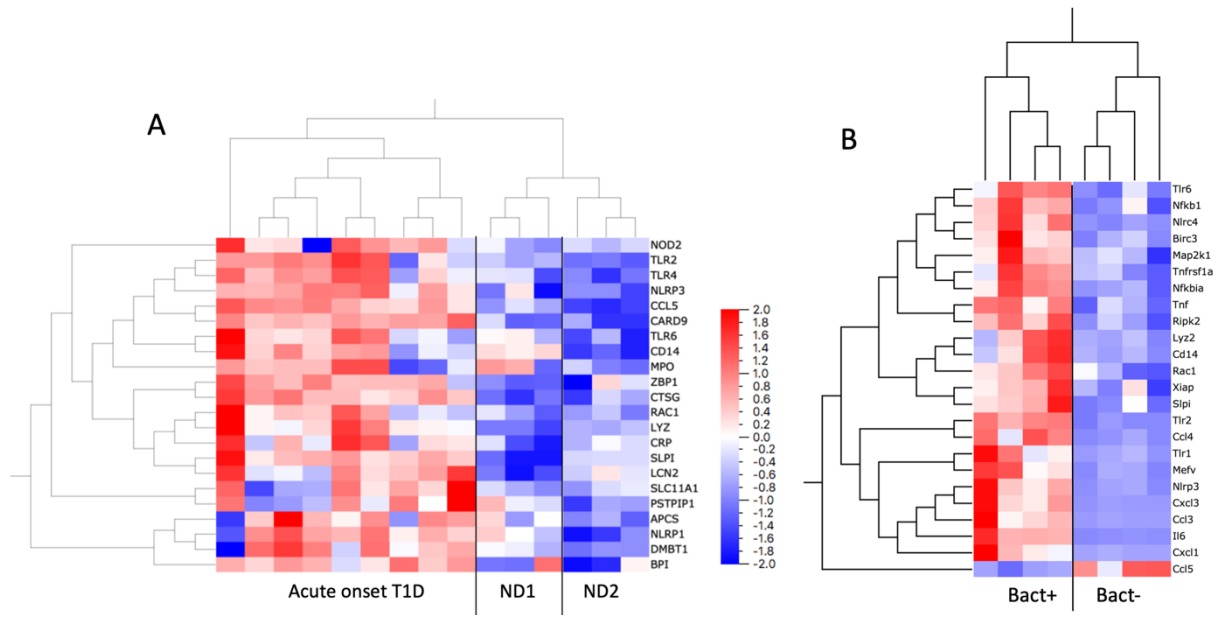 A
NOD2
TLR2
TLR4
NLRP3
CCL5
CARD9
TLR6
CD14
MPO
ZBP1
CTSG
RAC1
LYZ
CRP
SLPI
LCN2
SLC11A1
PSTPIP1
APCS
NLRP1
DMBT1
BPI
Acute onset T1D
ND1
ND2
2.0
1.8
1.6
1.4
1.2
1.0
0.8
0.6
0.4
0.2
0.0
-0.2
-0.4
-0.6
-0.8
-1.0
-1.2
-1.4
-1.6
-1.8
-2.0
B
Tlr6
Nfkb1
Nlrc4
Birc3
Map2k1
Tnfrsf1a
Nfkbia
Tnf
Ripk2
Lyz2
Cd14
Rac1
Xiap
Slpi
Tlr2
Ccl4
Tlr1
Mefv
Nlrp3
Cxcl3
Ccl3
Il6
Cxcl1
Ccl5
Bact+
Bact-